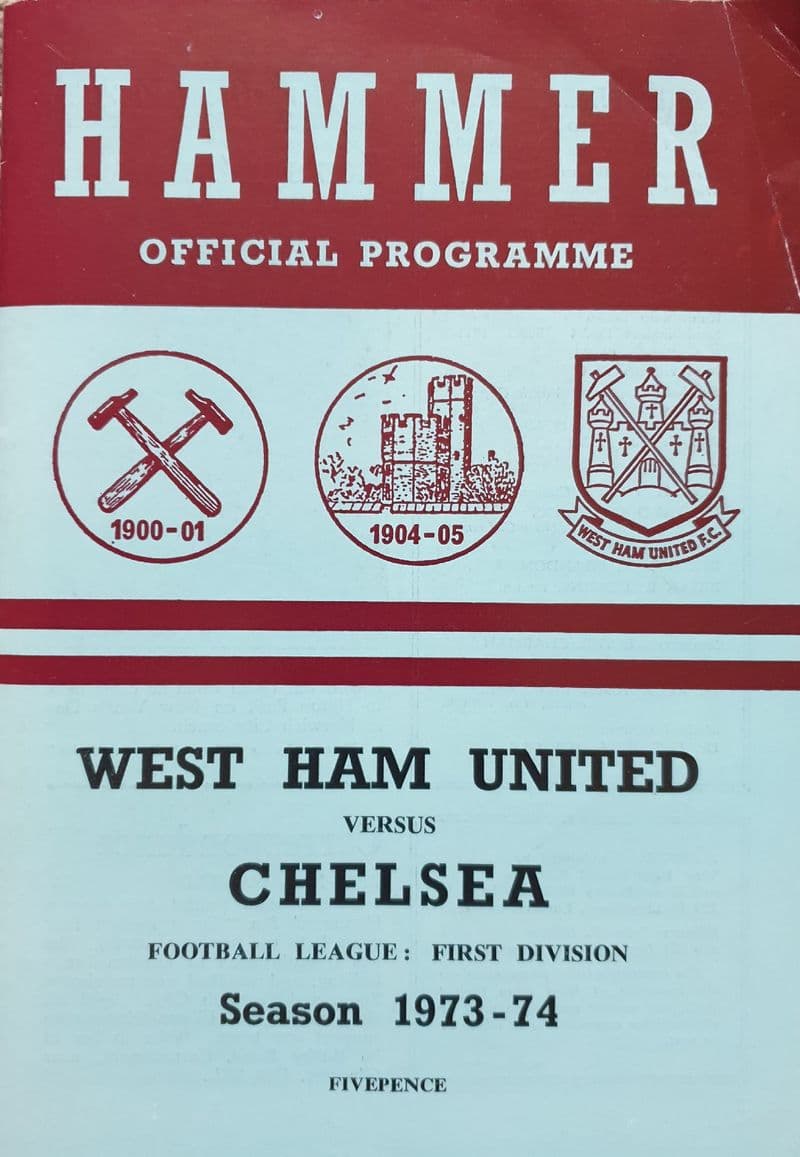 HAMMER
OFFICIAL PROGRAMME
1900-01
1904-05
WEST HAM UNITED F.C.
WEST HAM UNITED
VERSUS
CHELSEA
FOOTBALL LEAGUE: FIRST DIVISION
Season 1973-74
FIVEPENCE